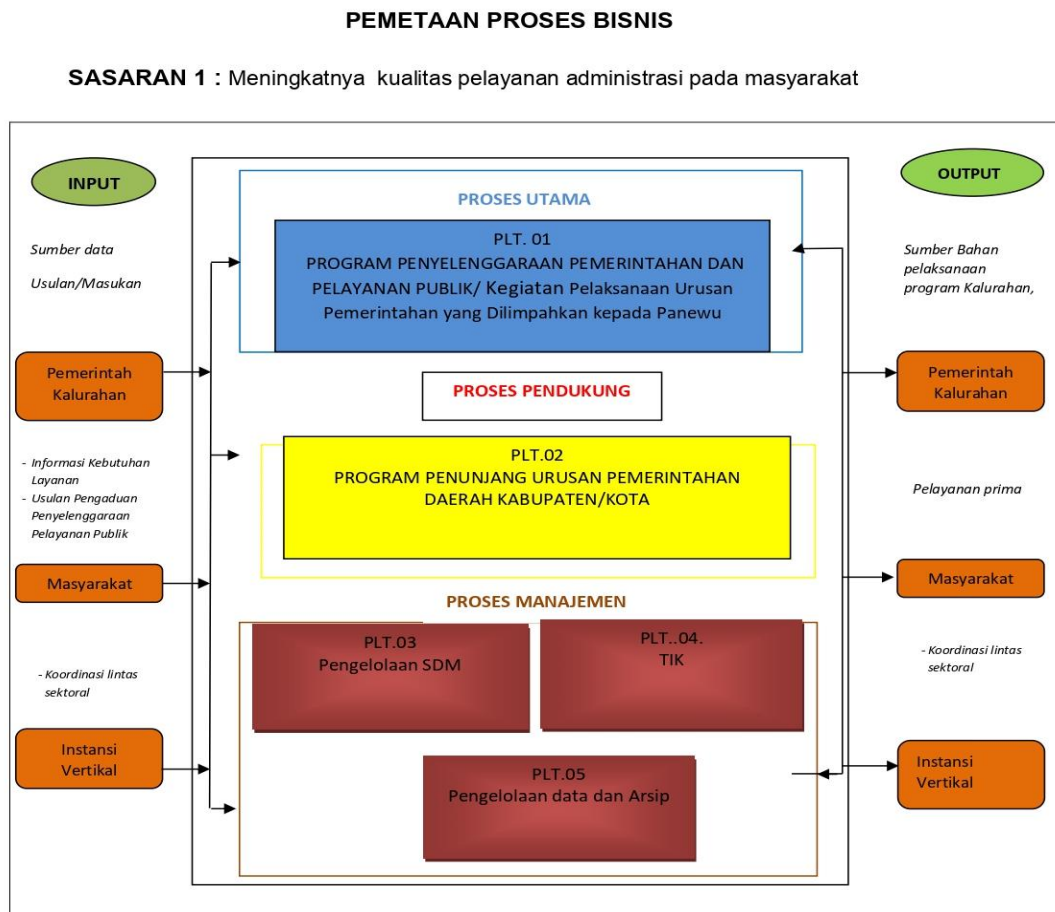 PEMETAAN PROSES BISNIS
SASARAN 1 : Meningkatnya kualitas pelayanan administrasi pada masyarakat
INPUT
Sumber data
Usulan/Masukan
Pemerintah
Kalurahan
- Informasi Kebutuhan
Layanan
- Usulan Pengaduan
Penyelenggaraan
Pelayanan Publik
Masyarakat
- Koordinasi lintas
sektoral
Instansi
Vertikal
PROSES UTAMA
PLT. 01
PROGRAM PENYELENGGARAAN PEMERINTAHAN DAN
PELAYANAN PUBLIK/ Kegiatan Pelaksanaan Urusan
Pemerintahan yang Dilimpahkan kepada Panewu
PROSES PENDUKUNG
PLT.02
PROGRAM PENUNJANG URUSAN PEMERINTAHAN
DAERAH KABUPATEN/KOTA
PROSES MANAJEMEN
PLT.03
Pengelolaan SDM
PLT..04.
TIK
PLT.05
Pengelolaan data dan Arsip
OUTPUT
Sumber Bahan
pelaksanaan
program Kalurahan,
Pemerintah
Kalurahan
Pelayanan prima
Masyarakat
- Koordinasi lintas
sektoral
Instansi
Vertikal